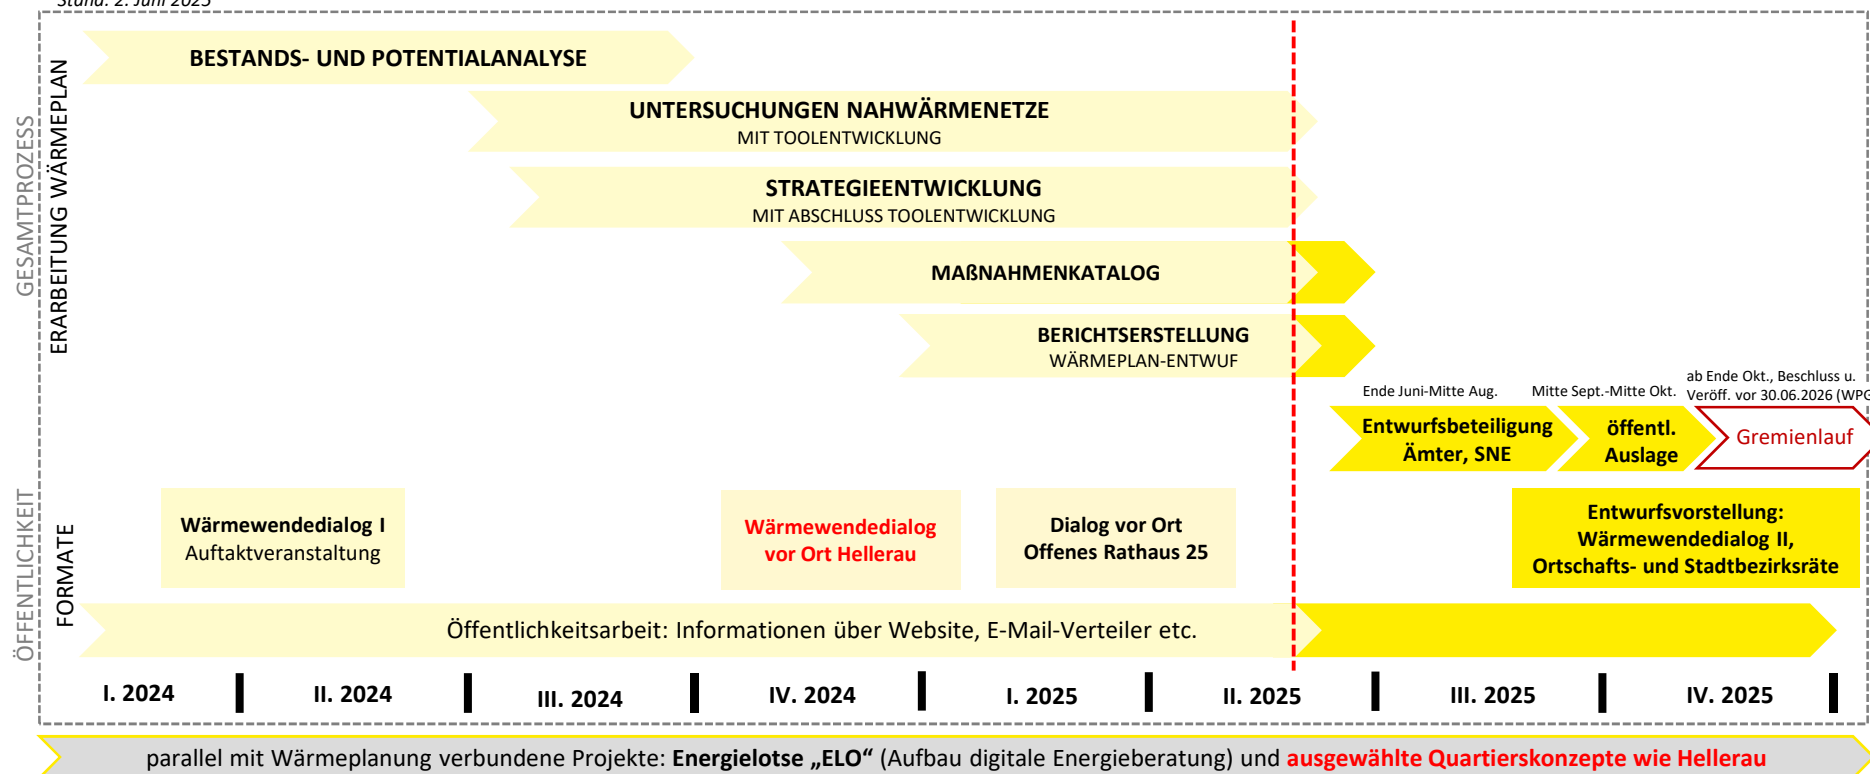 Stand: 2. Juni 2025
GESAMTPROZESS
ERARBEITUNG WÄRMEPLAN
BESTANDS- UND POTENTIALANALYSE
UNTERSUCHUNGEN NAHWÄRMENETZE
MIT TOOLENTWICKLUNG
STRATEGIEENTWICKLUNG
MIT ABSCHLUSS TOOLENTWICKLUNG
MAßNAHMENKATALOG
BERICHTSERSTELLUNG
WÄRMEPLAN-ENTWUF
Ende Juni-Mitte Aug.
Entwurfsbeteiligung
Ämter, SNE
Mitte Sept.-Mitte Okt.
öffentl.
Auslage
ab Ende Okt., Beschluss u.
Veröff. vor 30.06.2026 (WPG
Gremienlauf
ÖFFENTLICHKEIT
FORMATE
Wärmewendedialog I
Auftaktveranstaltung
Wärmewendedialog
vor Ort Hellerau
Dialog vor Ort
Offenes Rathaus 25
Entwurfsvorstellung:
Wärmewendedialog II,
Ortschafts- und Stadtbezirksräte
Öffentlichkeitsarbeit: Informationen über Website, E-Mail-Verteiler etc.
I. 2024
II. 2024
III. 2024
IV. 2024
I. 2025
II. 2025
III. 2025
IV. 2025
parallel mit Wärmeplanung verbundene Projekte: Energielotse „ELO“ (Aufbau digitale Energieberatung) und ausgewählte Quartierskonzepte wie Hellerau